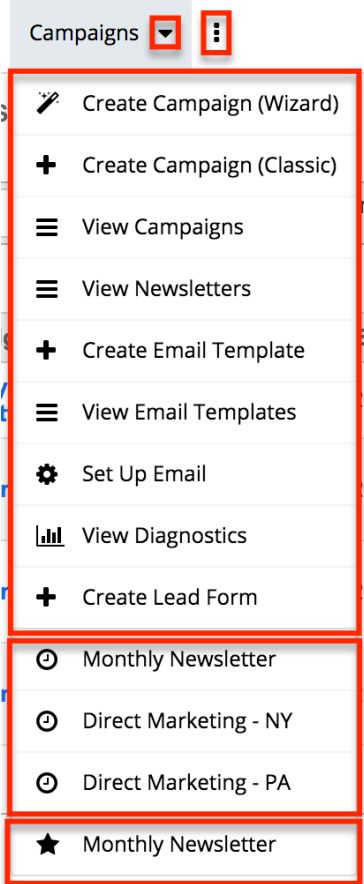 Campaigns
Create Campaign (Wizard)
Create Campaign (Classic)
View Campaigns
View Newsletters
Create Email Template
View Email Templates
Set Up Email
View Diagnostics
Create Lead Form
Monthly Newsletter
Direct Marketing - NY
Direct Marketing - PA
Monthly Newsletter